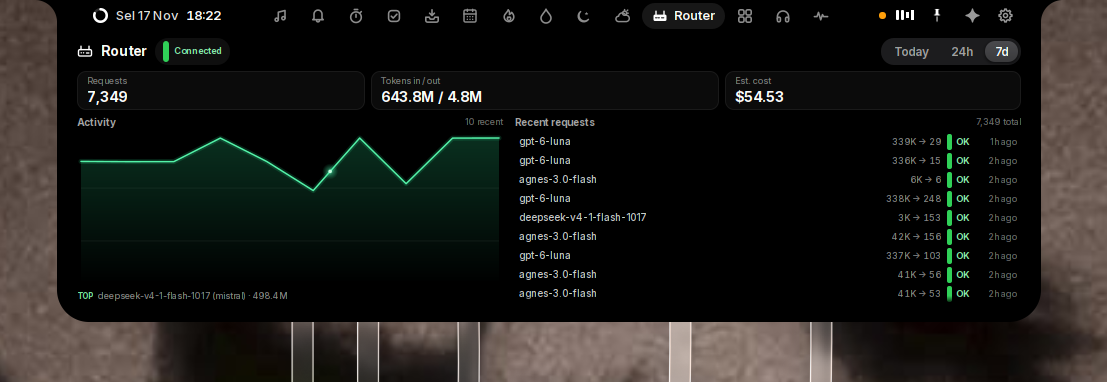 Sel 17 Nov 18:22 Router
Router Connected Today 24h 7d
Requests
7,349
Tokens in / out
643.8M / 4.8M
Est. cost
$54.53
Activity 10 recent
TOP deepseek-v4-1-flash-1017 (mistral) · 498.4M
Recent requests 7,349 total
gpt-6-luna 339K → 29 OK 1h ago
gpt-6-luna 336K → 15 OK 2h ago
agnes-3.0-flash 6K → 6 OK 2h ago
gpt-6-luna 338K → 248 OK 2h ago
deepseek-v4-1-flash-1017 3K → 153 OK 2h ago
agnes-3.0-flash 42K → 156 OK 2h ago
gpt-6-luna 337K → 103 OK 2h ago
agnes-3.0-flash 41K → 56 OK 2h ago
agnes-3.0-flash 41K → 53 OK 2h ago